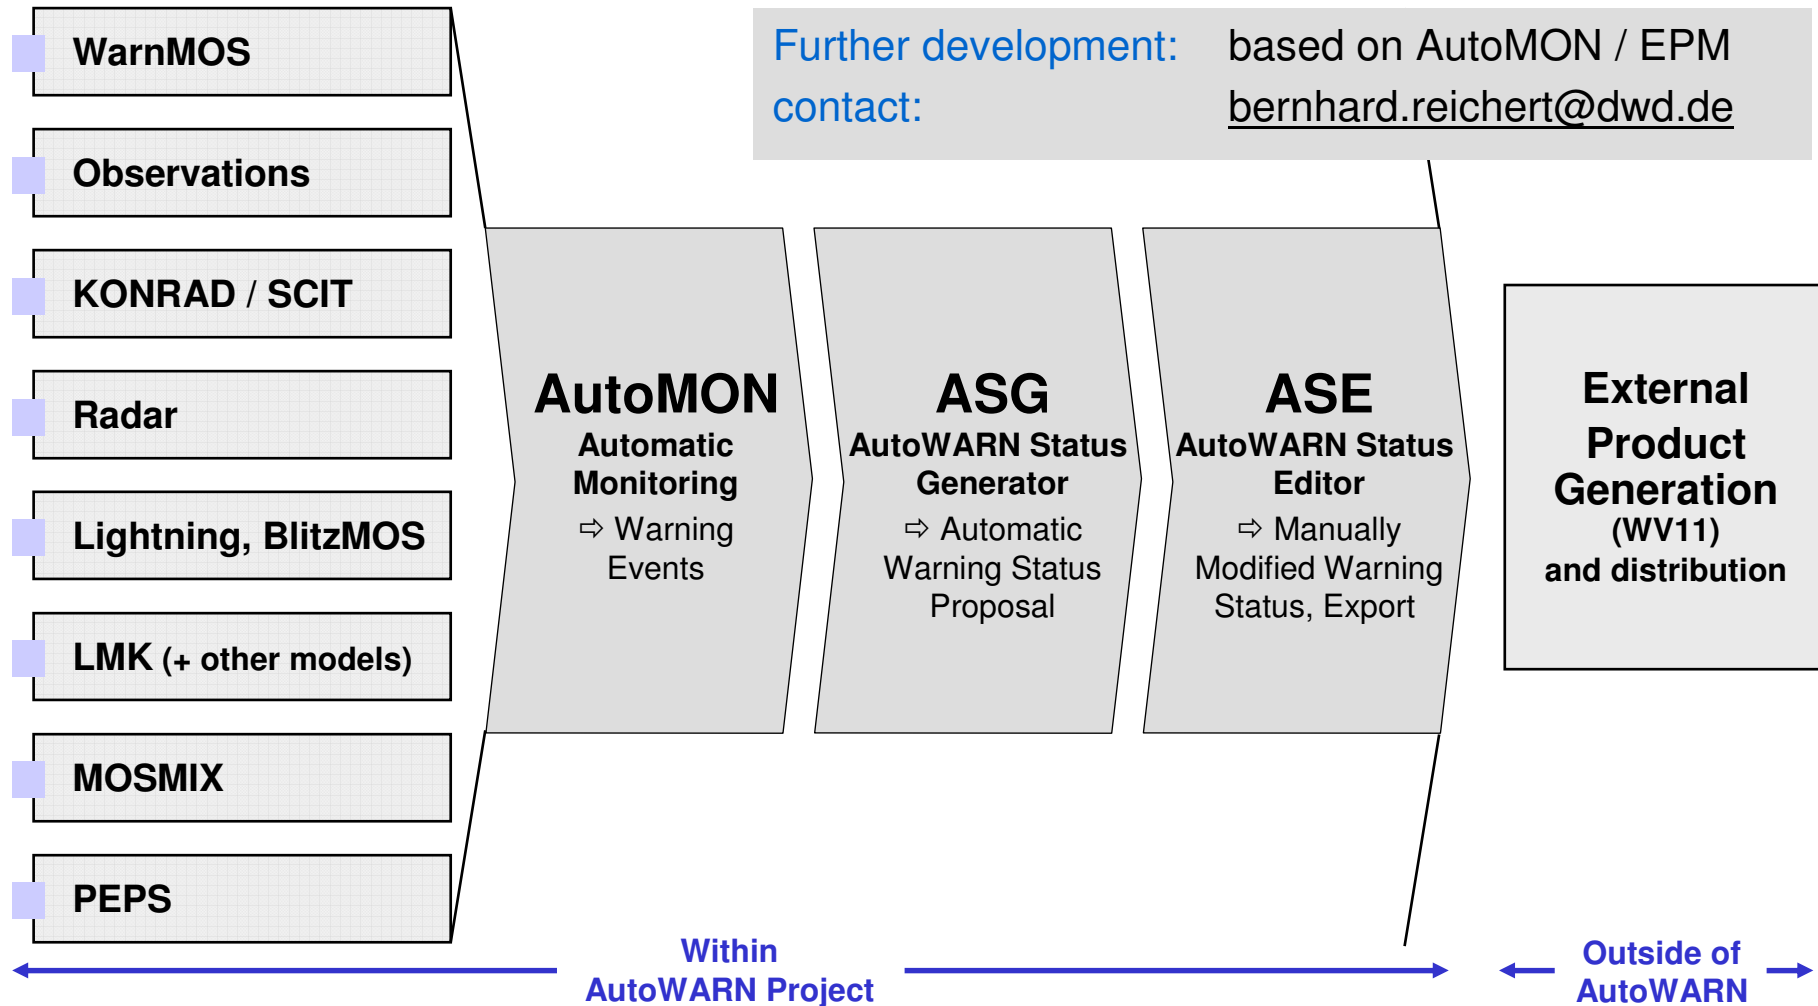 WarnMOS
Observations
KONRAD / SCIT
Radar
Lightning, BlitzMOS
LMK (+ other models)
MOSMIX
PEPS
Further development: based on AutoMON / EPM
contact: bernhard.reichert@dwd.de
AutoMON
Automatic
Monitoring
⇨ Warning
Events
ASG
AutoWARN Status
Generator
⇨ Automatic
Warning Status
Proposal
ASE
AutoWARN Status
Editor
⇨ Manually
Modified Warning
Status, Export
External
Product
Generation
(WV11)
and distribution
Within
AutoWARN Project
Outside of
AutoWARN